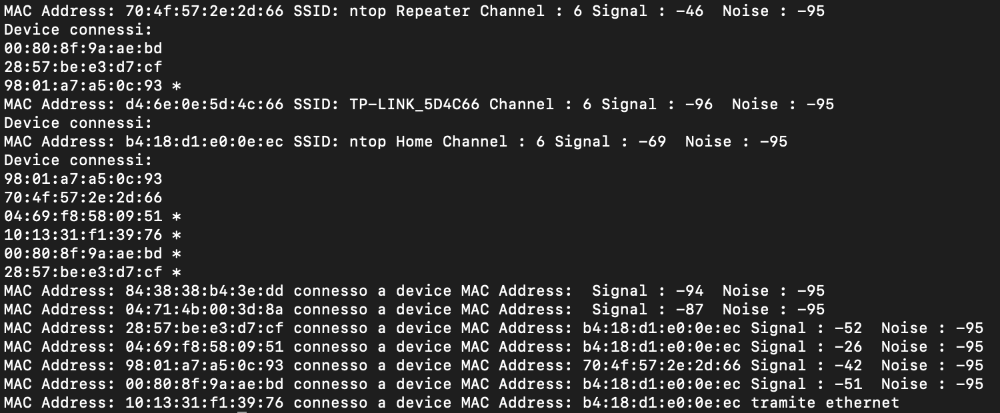 MAC Address: 70:4f:57:2e:2d:66 SSID: ntop Repeater Channel : 6 Signal : -46  Noise : -95
Device connessi:
00:80:8f:9a:ae:bd
28:57:be:e3:d7:cf
98:01:a7:a5:0c:93 *
MAC Address: d4:6e:0e:5d:4c:66 SSID: TP-LINK_5D4C66 Channel : 6 Signal : -96  Noise : -95
Device connessi:
MAC Address: b4:18:d1:e0:0e:ec SSID: ntop Home Channel : 6 Signal : -69  Noise : -95
Device connessi:
98:01:a7:a5:0c:93
70:4f:57:2e:2d:66
04:69:f8:58:09:51 *
10:13:31:f1:39:76 *
00:80:8f:9a:ae:bd *
28:57:be:e3:d7:cf *
MAC Address: 84:38:38:b4:3e:dd connesso a device MAC Address:  Signal : -94  Noise : -95
MAC Address: 04:71:4b:00:3d:8a connesso a device MAC Address:  Signal : -87  Noise : -95
MAC Address: 28:57:be:e3:d7:cf connesso a device MAC Address: b4:18:d1:e0:0e:ec Signal : -52  Noise : -95
MAC Address: 04:69:f8:58:09:51 connesso a device MAC Address: b4:18:d1:e0:0e:ec Signal : -26  Noise : -95
MAC Address: 98:01:a7:a5:0c:93 connesso a device MAC Address: 70:4f:57:2e:2d:66 Signal : -42  Noise : -95
MAC Address: 00:80:8f:9a:ae:bd connesso a device MAC Address: b4:18:d1:e0:0e:ec Signal : -51  Noise : -95
MAC Address: 10:13:31:f1:39:76 connesso a device MAC Address: b4:18:d1:e0:0e:ec tramite ethernet